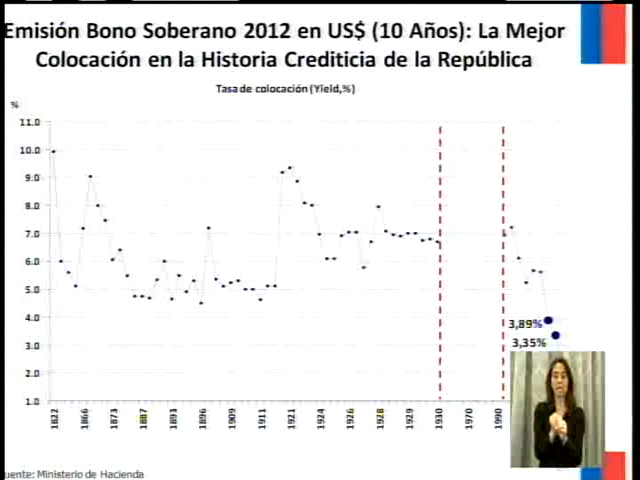 Emisión Bono Soberano 2012 en US$ (10 Años): La Mejor
Colocación en la Historia Crediticia de la República
Tasa de colocación (Yield,%)
%
11.0
10.0
9.0
8.0
7.0
6.0
5.0
4.0
3.0
2.0
1.0
3,89%
3,35%
1822 1866 1873 1887 1891 1896 1909 1911 1921 1924 1926 1928 1929 1930 1970 1990
uente: Ministerio de Hacienda